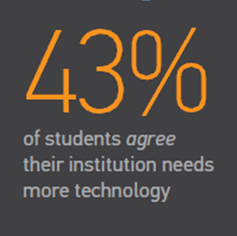 43%
of students agree
their institution needs
more technology